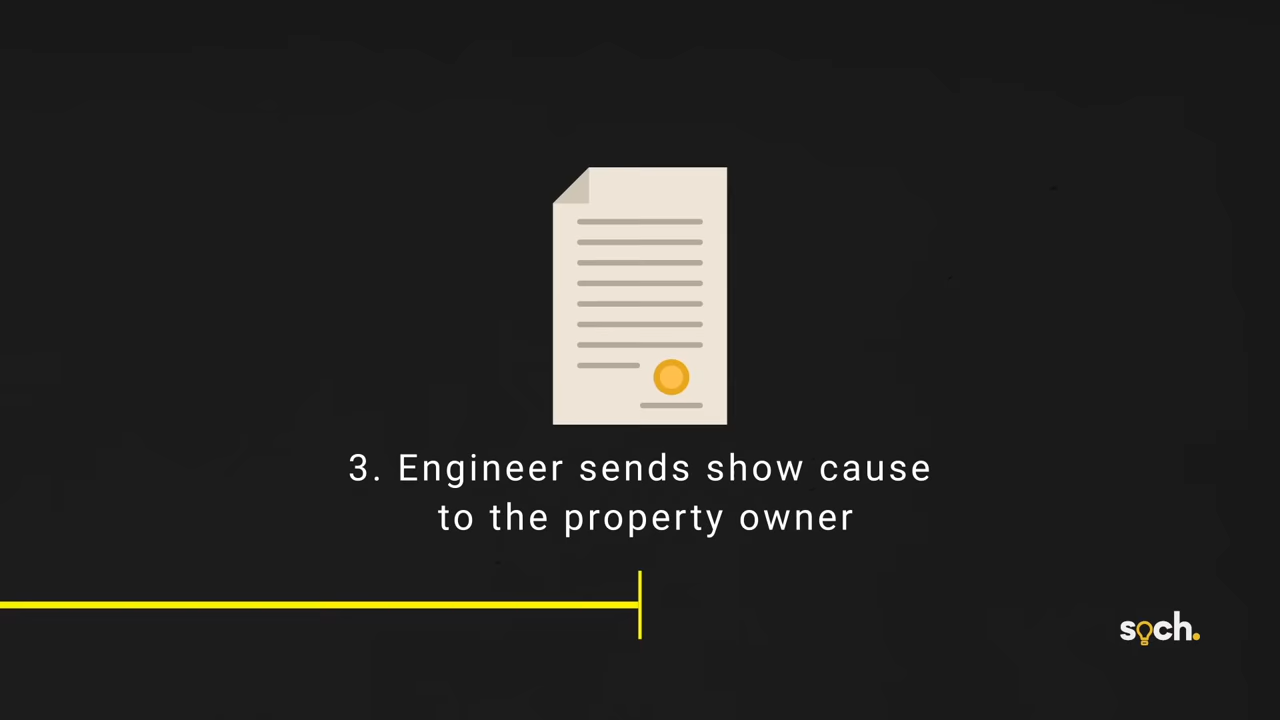 3. Engineer sends show cause
to the property owner
soch.